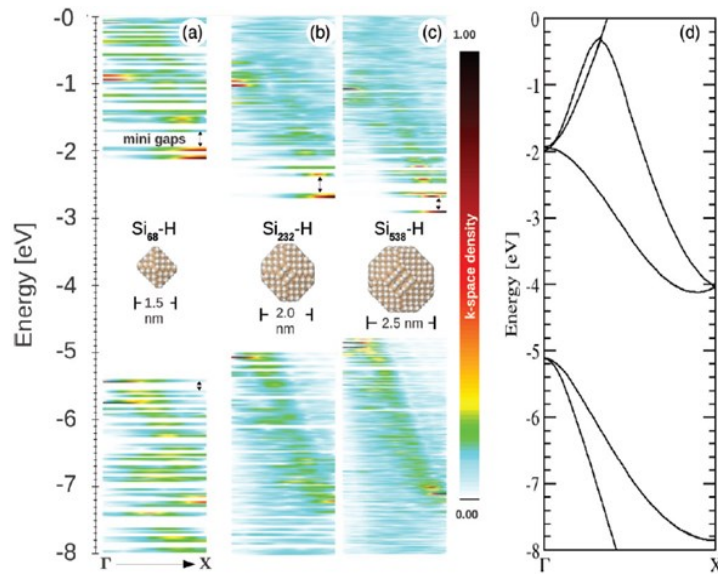 (a)
(b)
(c)
(d)
-0
-1
-2
-3
-4
-5
-6
-7
-8
Energy [eV]
mini gaps
Si68-H
Si232-H
Si538-H
1.5
nm
2.0
nm
2.5 nm
Γ
X
1.00
k-space density
0.00
0
-1
-2
-3
-4
-5
-6
-7
-8
Energy [eV]
Γ
X